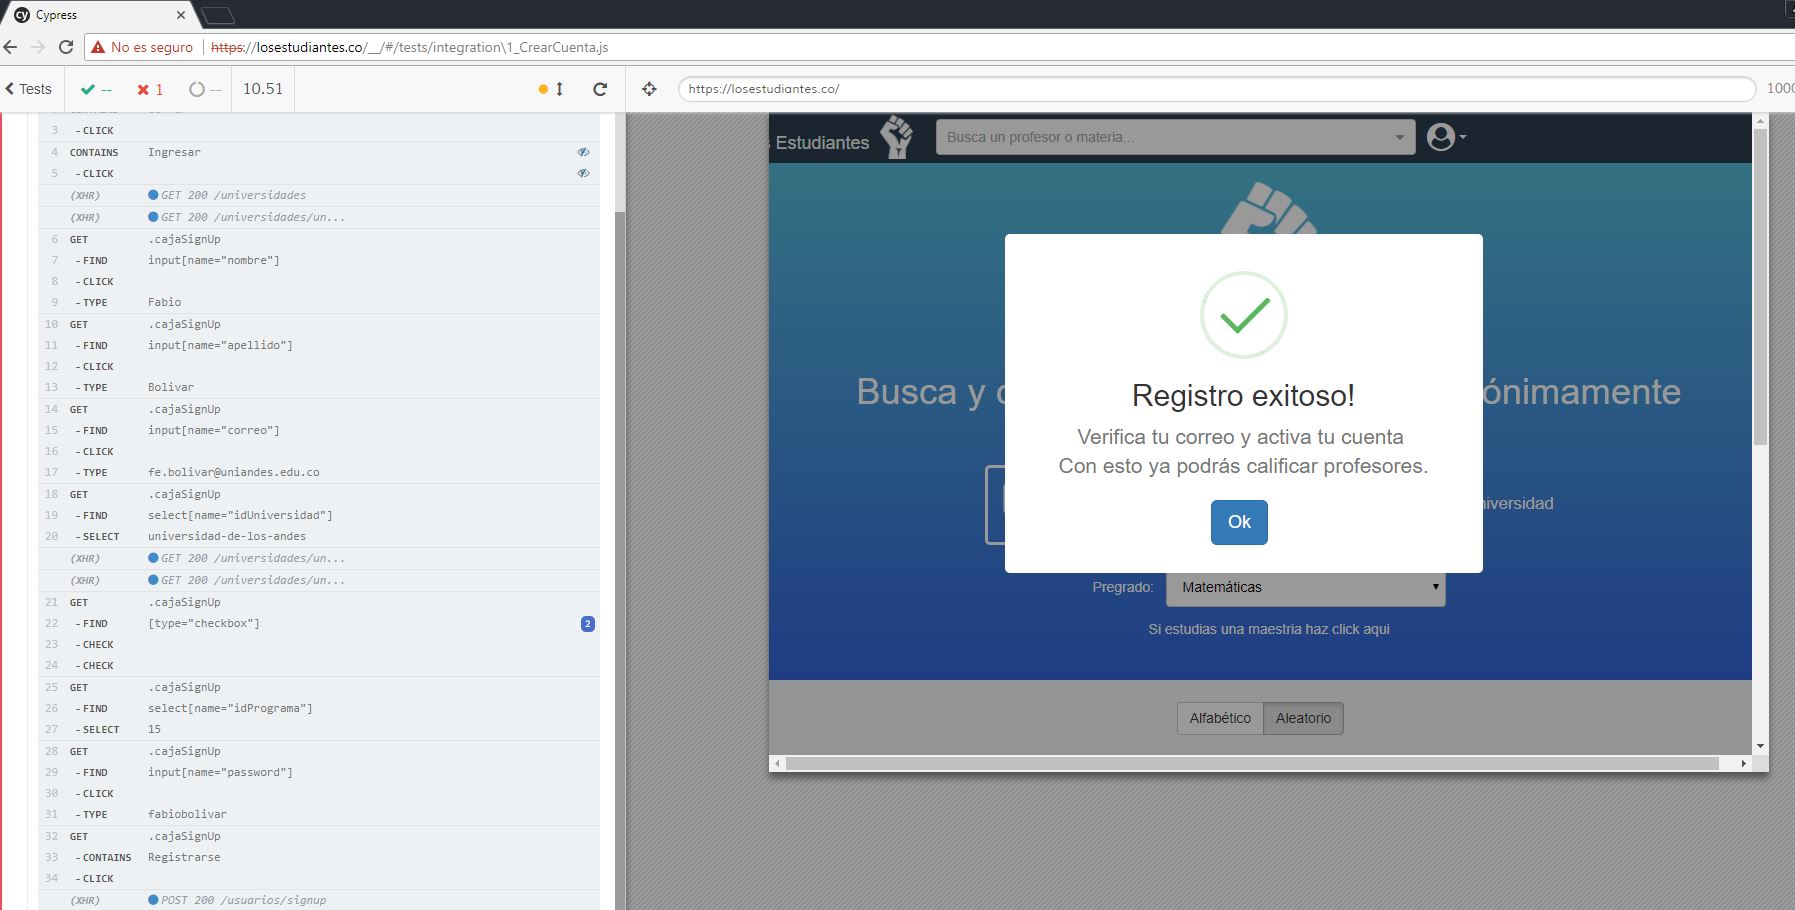 Cypress
No es seguro https://losestudiantes.co/__/#/tests/integration\1_CrearCuenta.js
Tests -- 1 -- 10.51 https://losestudiantes.co/
3 - CLICK
4 CONTAINS Ingresar
5 - CLICK
(XHR) GET 200 /universidades
(XHR) GET 200 /universidades/un...
6 GET .cajaSignUp
7 - FIND input[name="nombre"]
8 - CLICK
9 - TYPE Fabio
10 GET .cajaSignUp
11 - FIND input[name="apellido"]
12 - CLICK
13 - TYPE Bolivar
14 GET .cajaSignUp
15 - FIND input[name="correo"]
16 - CLICK
17 - TYPE fe.bolivar@uniandes.edu.co
18 GET .cajaSignUp
19 - FIND select[name="idUniversidad"]
20 - SELECT universidad-de-los-andes
(XHR) GET 200 /universidades/un...
(XHR) GET 200 /universidades/un...
21 GET .cajaSignUp
22 - FIND [type="checkbox"] 2
23 - CHECK
24 - CHECK
25 GET .cajaSignUp
26 - FIND select[name="idPrograma"]
27 - SELECT 15
28 GET .cajaSignUp
29 - FIND input[name="password"]
30 - CLICK
31 - TYPE fabiobolivar
32 GET .cajaSignUp
33 - CONTAINS Registrarse
34 - CLICK
(XHR) POST 200 /usuarios/signup
Estudiantes Busca un profesor o materia...
Busca y
ónimamente
Registro exitoso!
Verifica tu correo y activa tu cuenta
Con esto ya podrás calificar profesores.
iversidad
Ok
Pregrado: Matemáticas
Si estudias una maestria haz click aqui
Alfabético Aleatorio